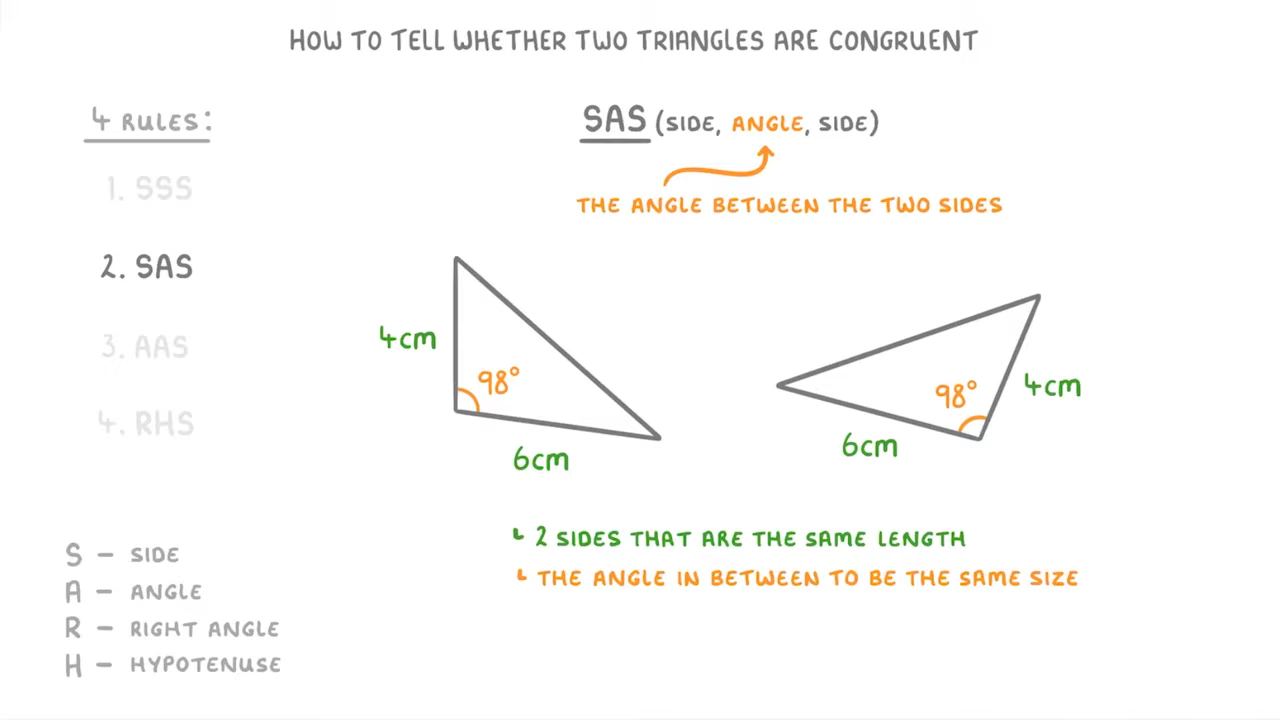 HOW TO TELL WHETHER TWO TRIANGLES ARE CONGRUENT
4 RULES:
1. SSS
2. SAS
3. AAS
4. RHS
S – SIDE
A – ANGLE
R – RIGHT ANGLE
H – HYPOTENUSE
SAS (SIDE, ANGLE, SIDE)
THE ANGLE BETWEEN THE TWO SIDES
4cm
98°
6cm
98°
4cm
6cm
2 SIDES THAT ARE THE SAME LENGTH
THE ANGLE IN BETWEEN TO BE THE SAME SIZE